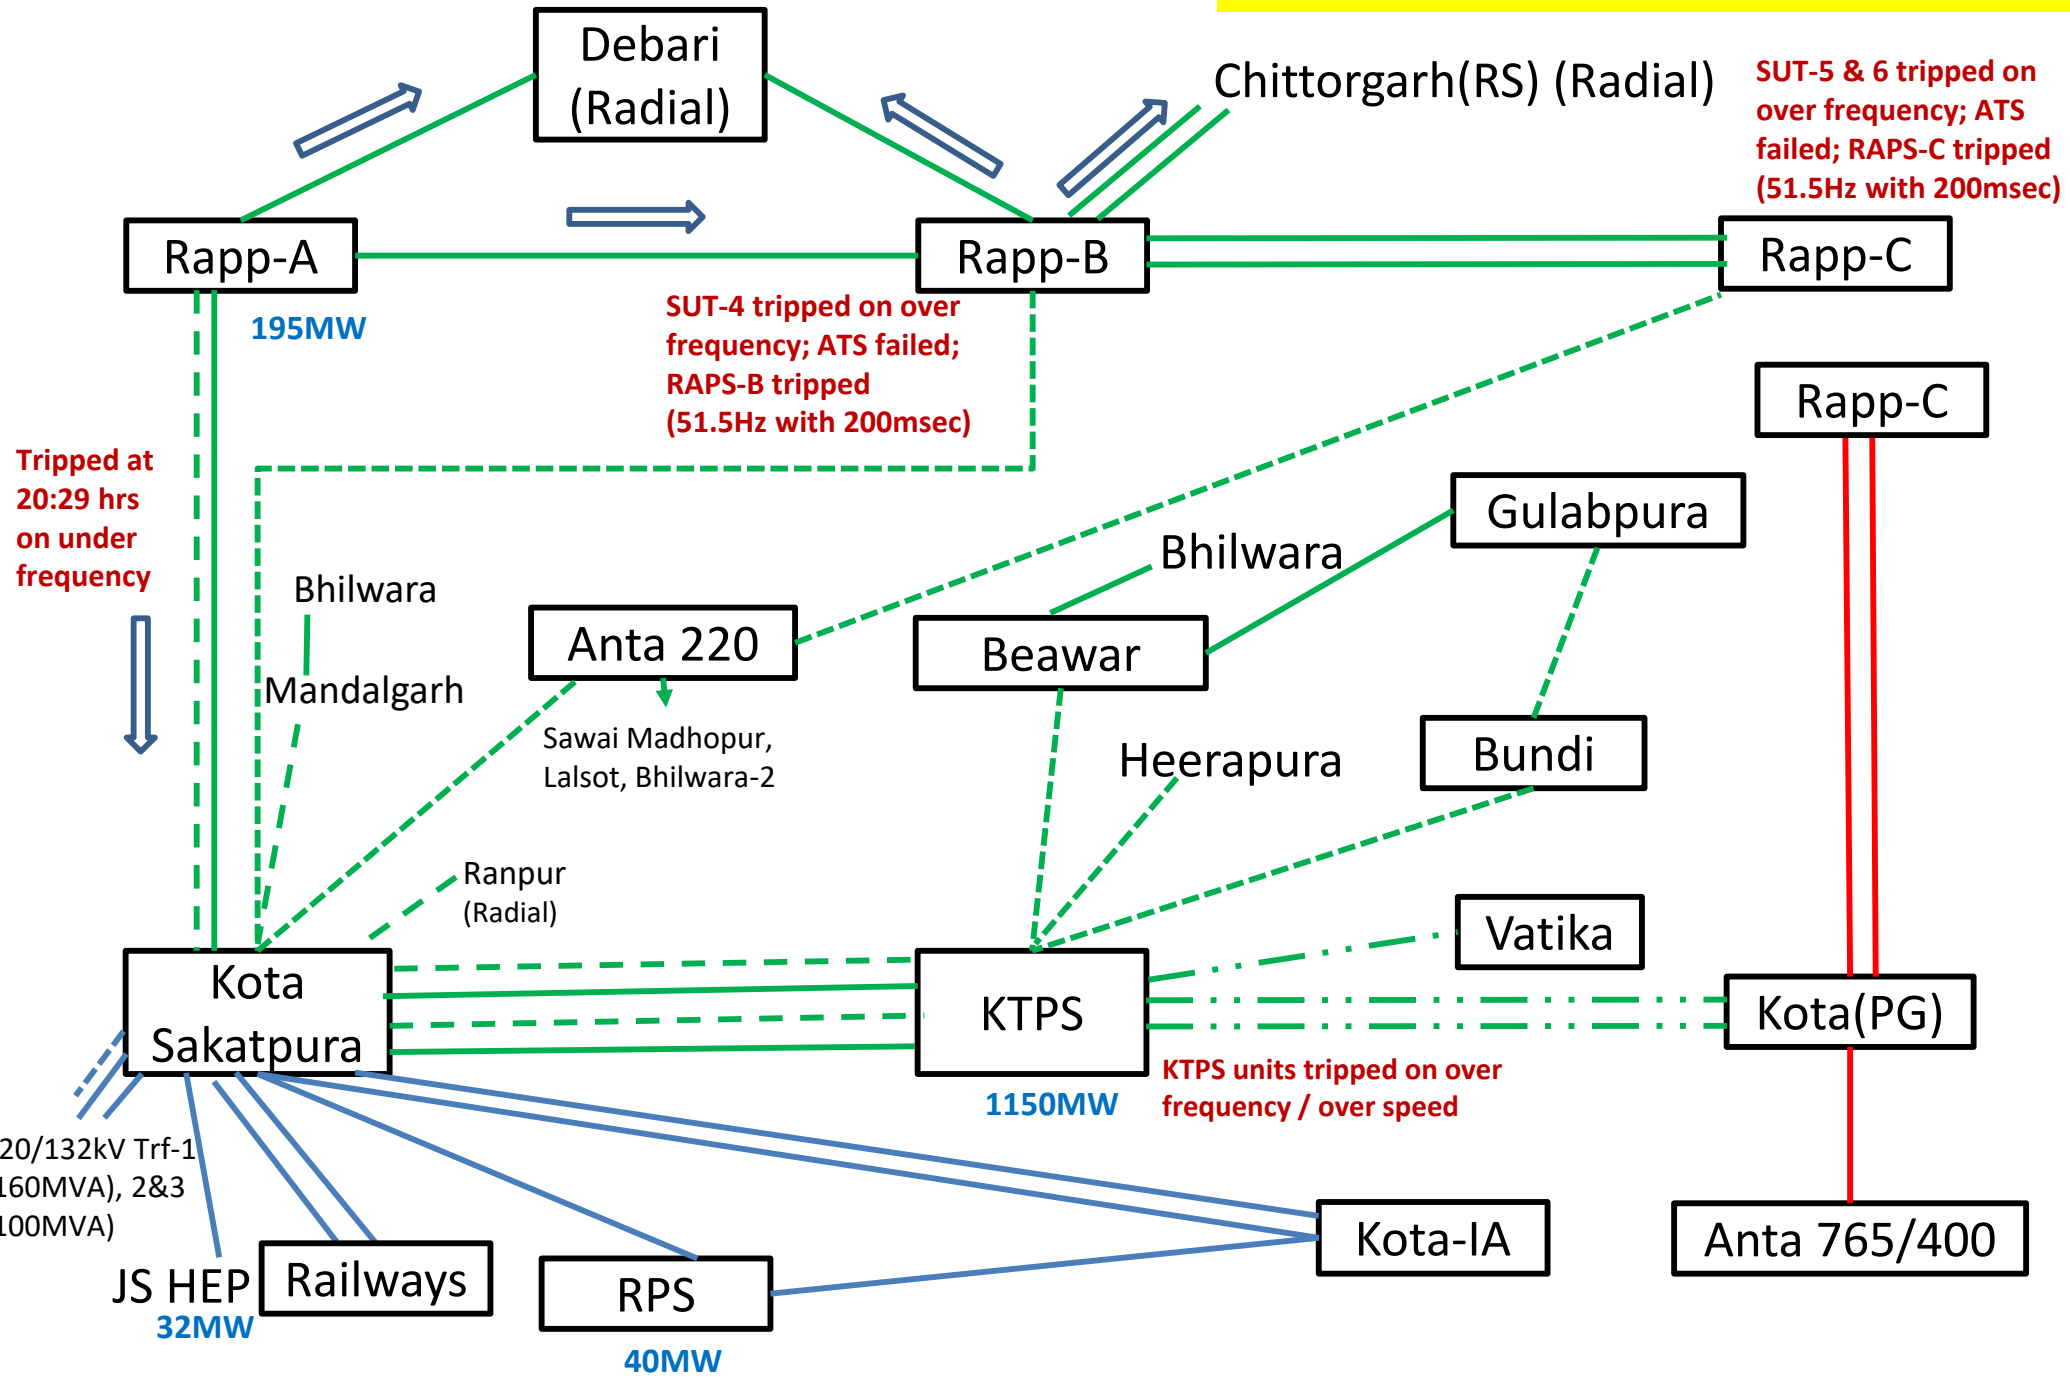 Debari
(Radial)
Chittorgarh(RS) (Radial)
SUT-5 & 6 tripped on
over frequency; ATS
failed; RAPS-C tripped
(51.5Hz with 200msec)
Rapp-A
Rapp-B
Rapp-C
195MW
SUT-4 tripped on over
frequency; ATS failed;
RAPS-B tripped
(51.5Hz with 200msec)
Rapp-C
Tripped at
20:29 hrs
on under
frequency
Gulabpura
Bhilwara
Bhilwara
Anta 220
Beawar
Mandalgarh
Sawai Madhopur,
Lalsot, Bhilwara-2
Heerapura
Bundi
Ranpur
(Radial)
Vatika
Kota
Sakatpura
KTPS
Kota(PG)
1150MW
KTPS units tripped on over
frequency / over speed
20/132kV Trf-1
160MVA), 2&3
100MVA)
Kota-IA
Anta 765/400
JS HEP
Railways
RPS
32MW
40MW